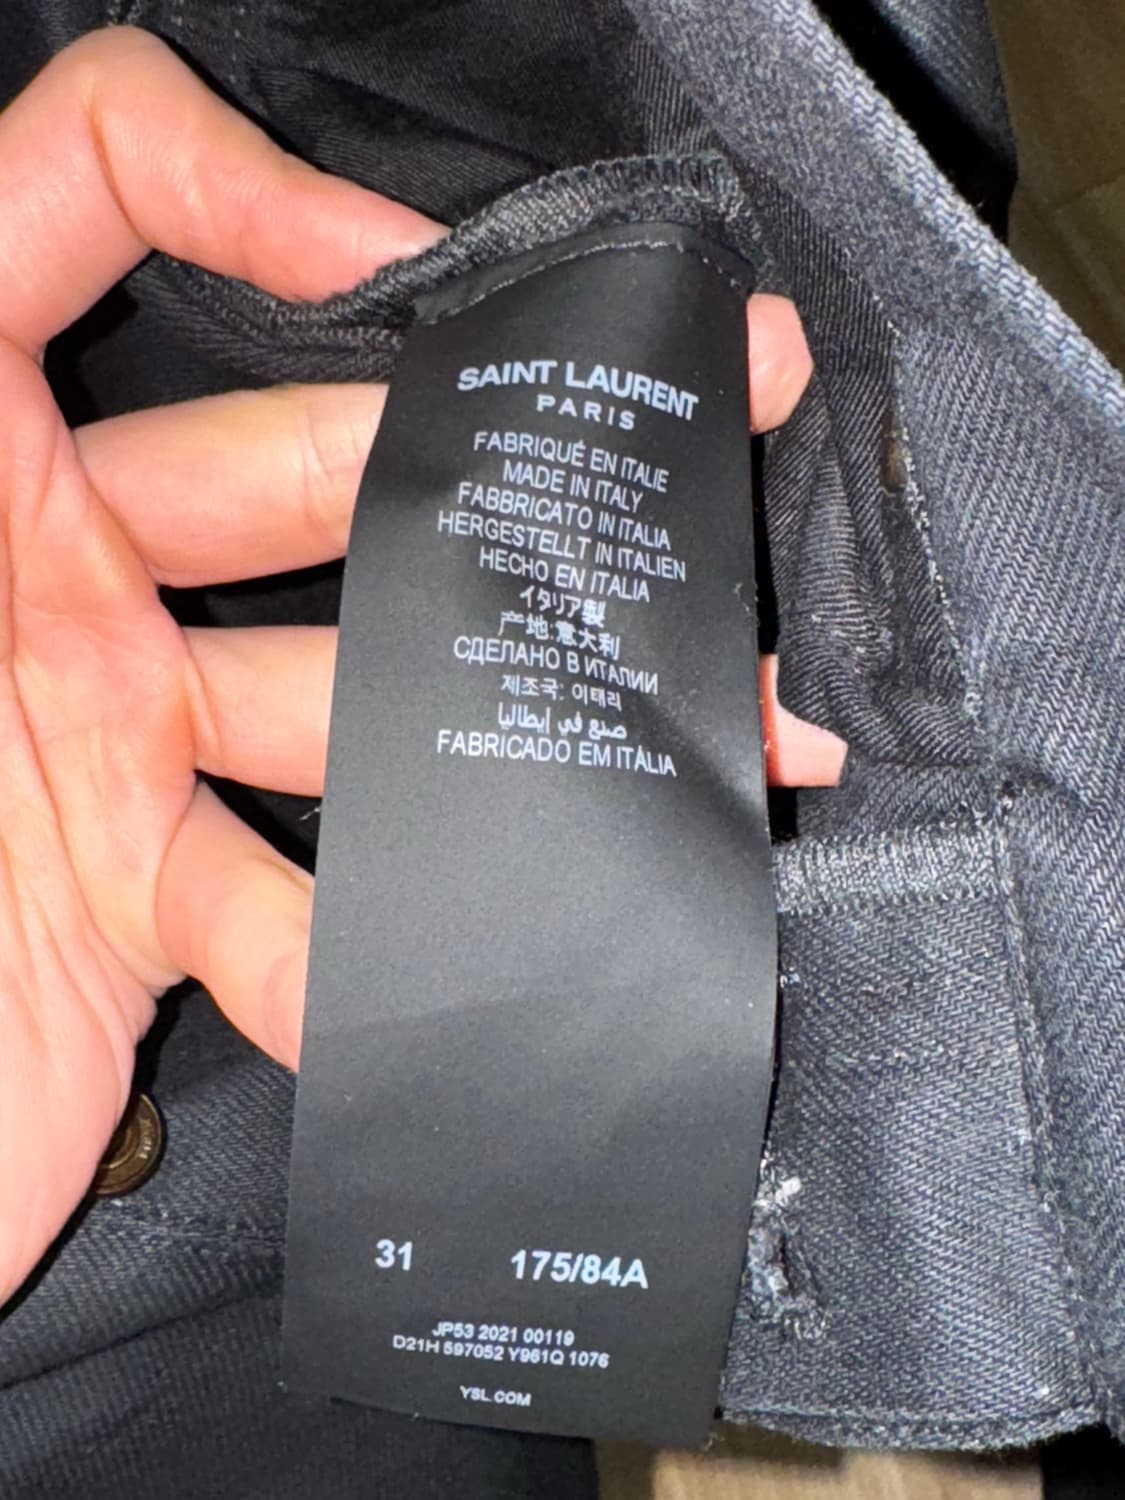 SAINT LAURENT
PARIS
FABRIQUÉ EN ITALIE
MADE IN ITALY
FABBRICATO IN ITALIA
HERGESTELLT IN ITALIEN
HECHO EN ITALIA
イタリア製
产地:意大利
СДЕЛАНО В ИТАЛИИ
제조국: 이태리
صنع في إيطاليا
FABRICADO EM ITÁLIA
31 175/84A
JP53 2021 00119
D21H 597052 Y961Q 1076
YSL.COM